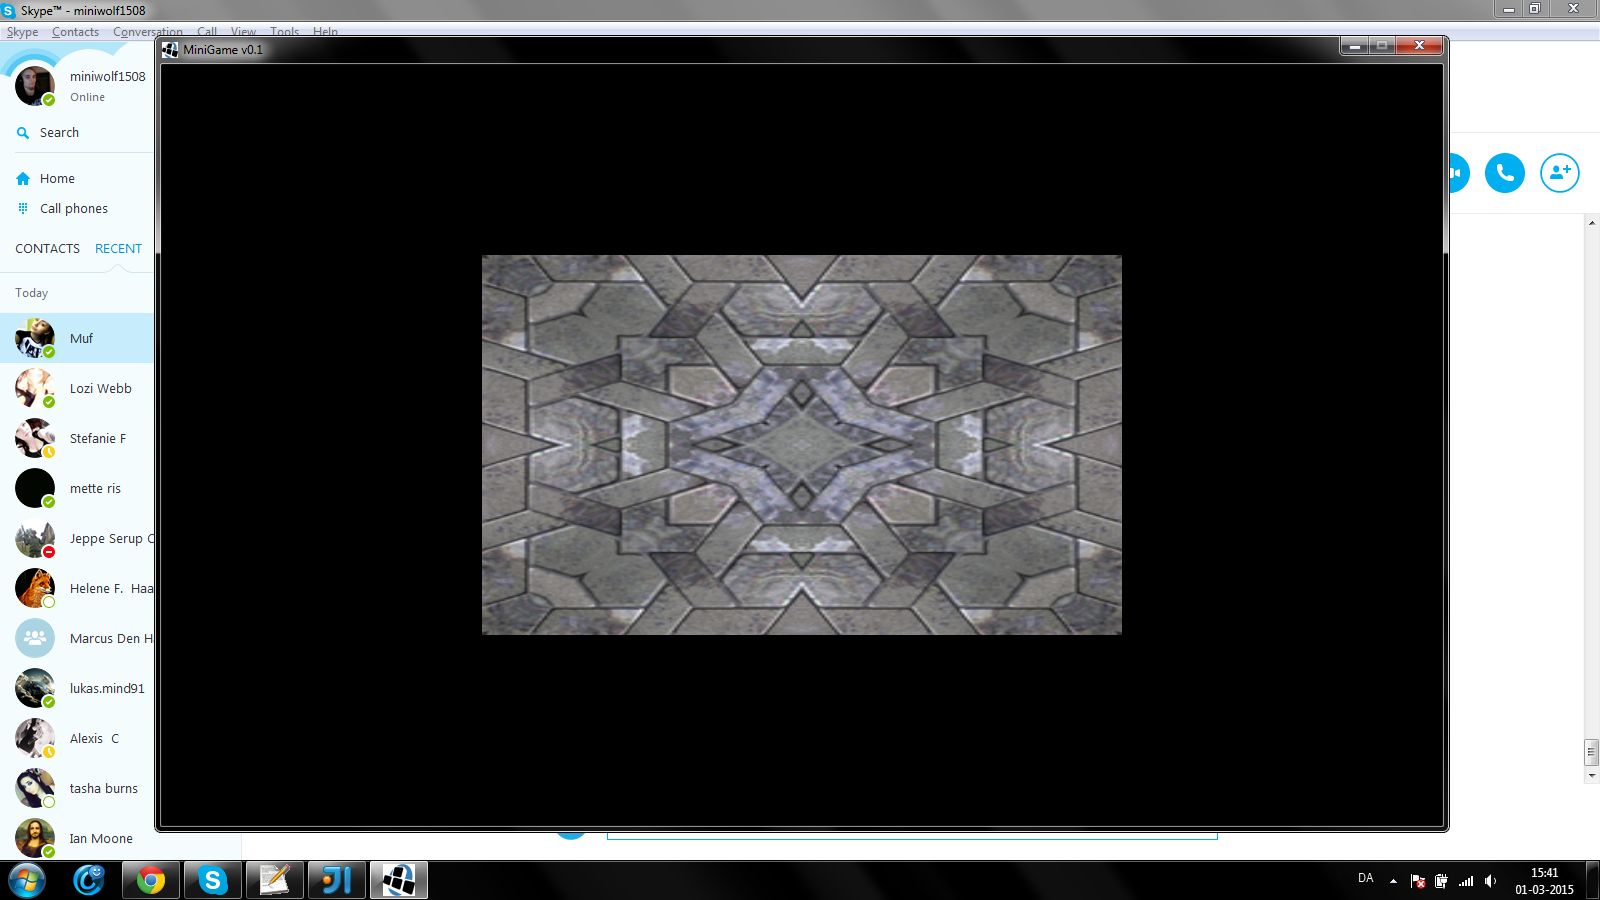 Skype™ - miniwolf1508
Skype Contacts Conversation Call View Tools Help
MiniGame v0.1
miniwolf1508
Online
Search
Home
Call phones
CONTACTS RECENT
Today
Muf
Lozi Webb
Stefanie F
mette ris
Jeppe Serup C
Helene F. Haa
Marcus Den H
lukas.mind91
Alexis C
tasha burns
Ian Moone
DA
15:41
01-03-2015